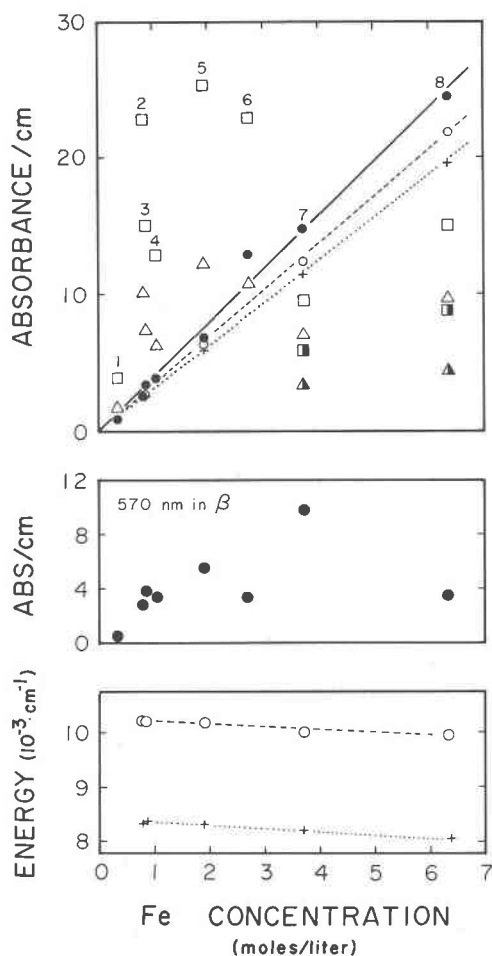 30
20
10
0
ABSORBANCE/cm
1
2
3
4
5
6
7
8
12
8
4
0
ABS/cm
570 nm in β
10
9
8
ENERGY (10⁻³·cm⁻¹)
0 1 2 3 4 5 6 7
Fe CONCENTRATION
(moles/liter)